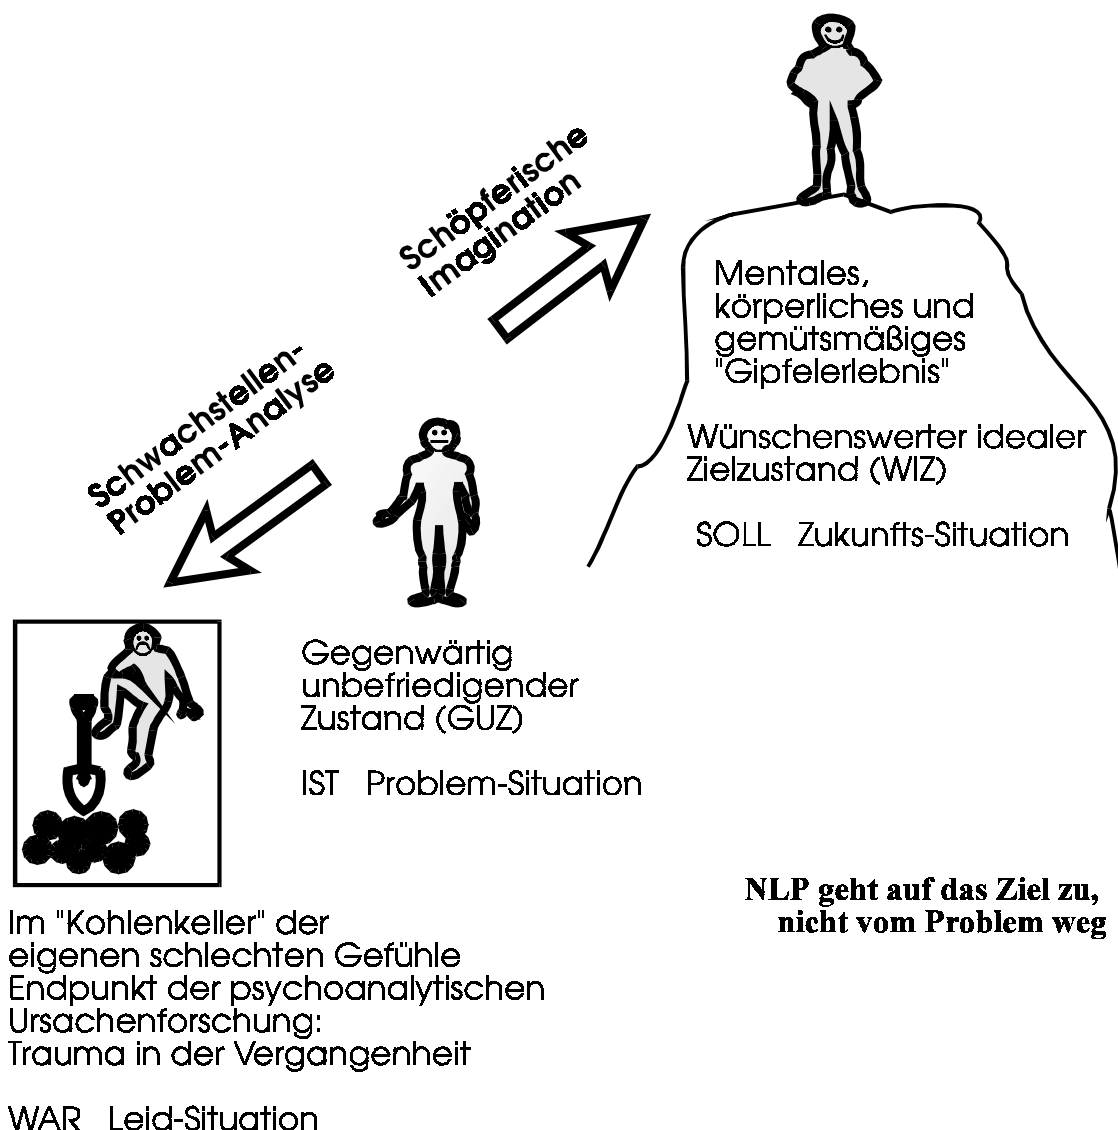 Schöpferische
Imagination
Mentales,
körperliches und
gemütsmäßiges
"Gipfelerlebnis"
Wünschenswerter idealer
Zielzustand (WIZ)
SOLL Zukunfts-Situation
Schwachstellen-
Problem-Analyse
Gegenwärtig
unbefriedigender
Zustand (GUZ)
IST Problem-Situation
NLP geht auf das Ziel zu,
nicht vom Problem weg
Im "Kohlenkeller" der
eigenen schlechten Gefühle
Endpunkt der psychoanalytischen
Ursachenforschung:
Trauma in der Vergangenheit
WAR Leid-Situation